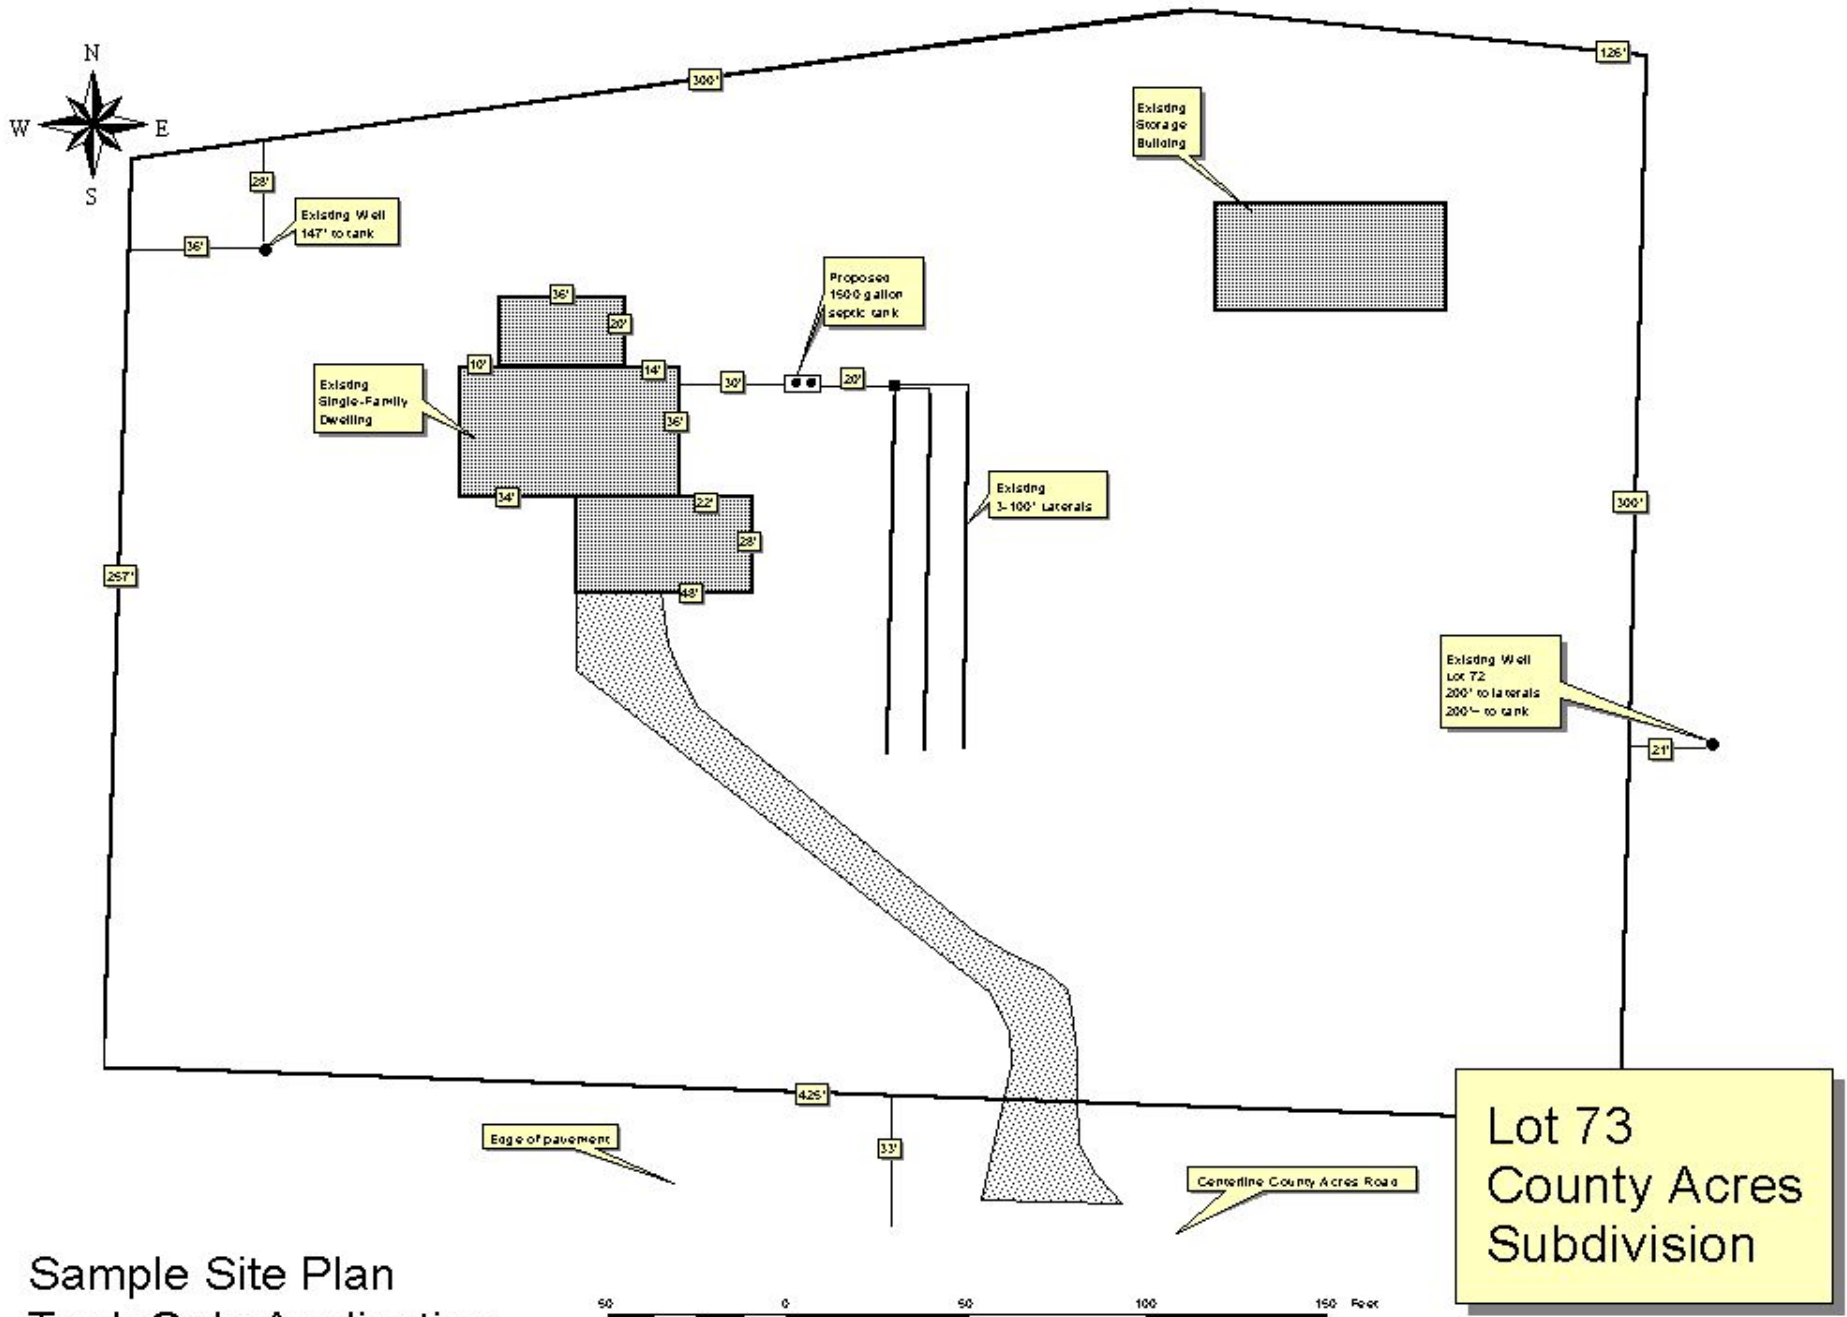 N
W E
S
300'
126'
28'
36'
Existing Well
147' to tank
Existing
Storage
Building
Proposed
1500 gallon
septic tank
36'
20'
10'
14'
30'
20'
36'
Existing
Single-Family
Dwelling
34'
22'
28'
48'
Existing
3-100' Laterals
300'
257'
Existing Well
Lot 72
200' to laterals
200'~ to tank
21'
425'
33'
Edge of pavement
Centerline County Acres Road
Lot 73
County Acres
Subdivision
Sample Site Plan
50 0 50 100 150 Feet